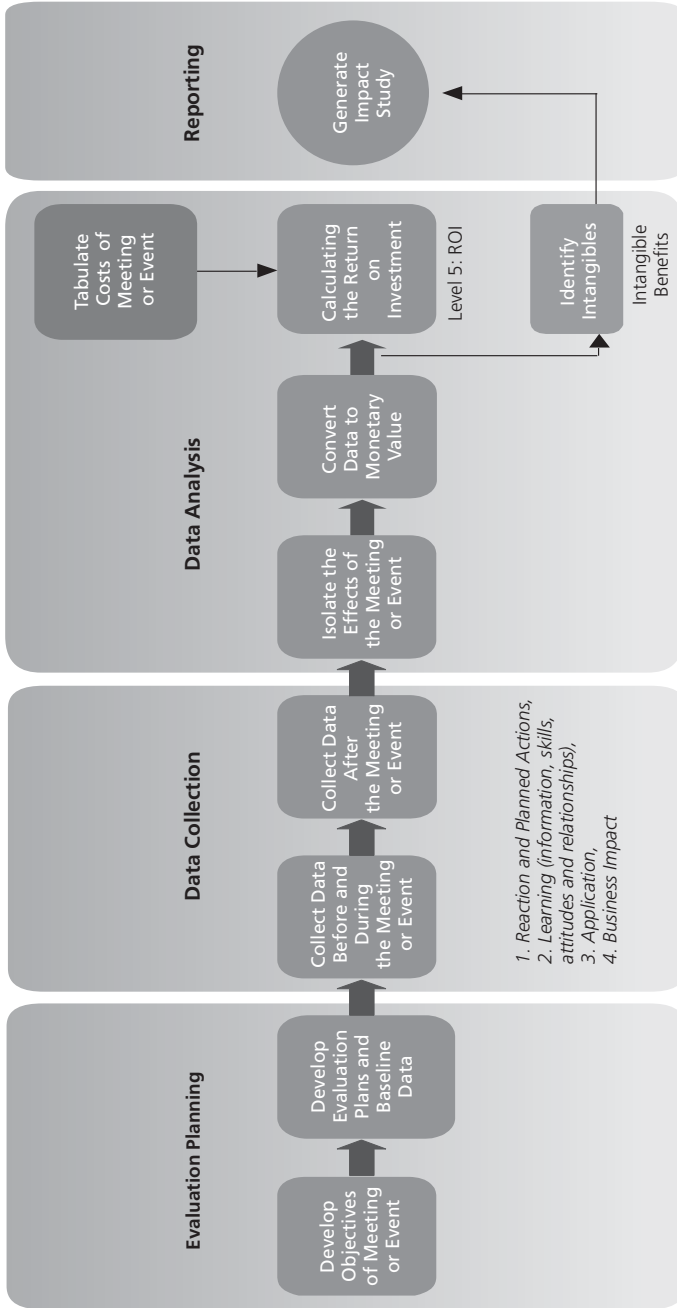 Evaluation Planning
Develop
Objectives
of Meeting
or Event
Develop
Evaluation
Plans and
Baseline
Data
Data Collection
Collect Data
Before and
During
the Meeting
or Event
Collect Data
After
the Meeting
or Event
1. Reaction and Planned Actions,
2. Learning (information, skills,
attitudes and relationships),
3. Application,
4. Business Impact
Data Analysis
Isolate the
Effects of
the Meeting
or Event
Convert
Data to
Monetary
Value
Tabulate
Costs of
Meeting
or Event
Calculating
the Return
on
Investment
Level 5: ROI
Identify
Intangibles
Intangible
Benefits
Reporting
Generate
Impact
Study